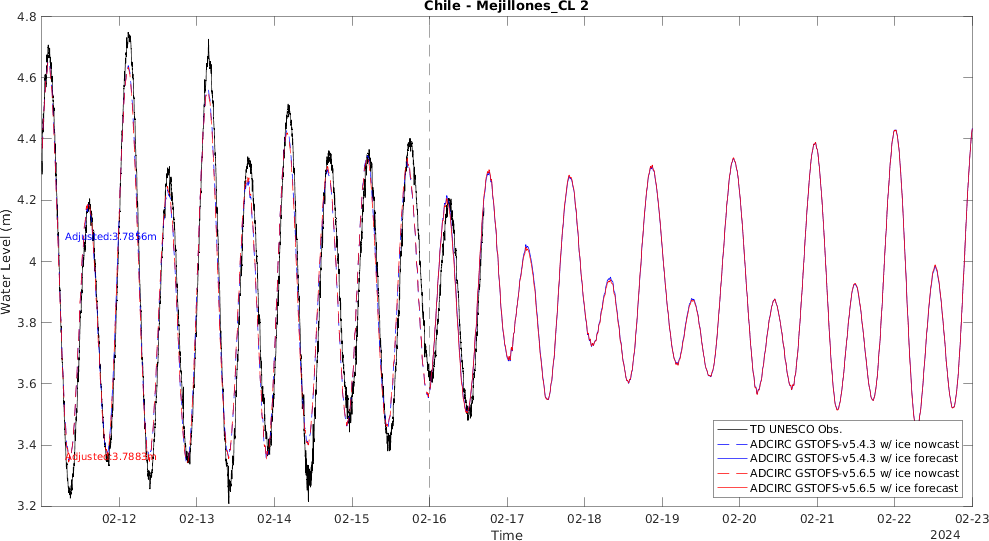 Chile - Mejillones_CL 2
4.8
4.6
4.4
4.2
4
3.8
3.6
3.4
3.2
Water Level (m)
Adjusted:3.7856m
Adjusted:3.7883m
TD UNESCO Obs.
ADCIRC GSTOFS-v5.4.3 w/ ice nowcast
ADCIRC GSTOFS-v5.4.3 w/ ice forecast
ADCIRC GSTOFS-v5.6.5 w/ ice nowcast
ADCIRC GSTOFS-v5.6.5 w/ ice forecast
02-12 02-13 02-14 02-15 02-16 02-17 02-18 02-19 02-20 02-21 02-22 02-23
Time
2024